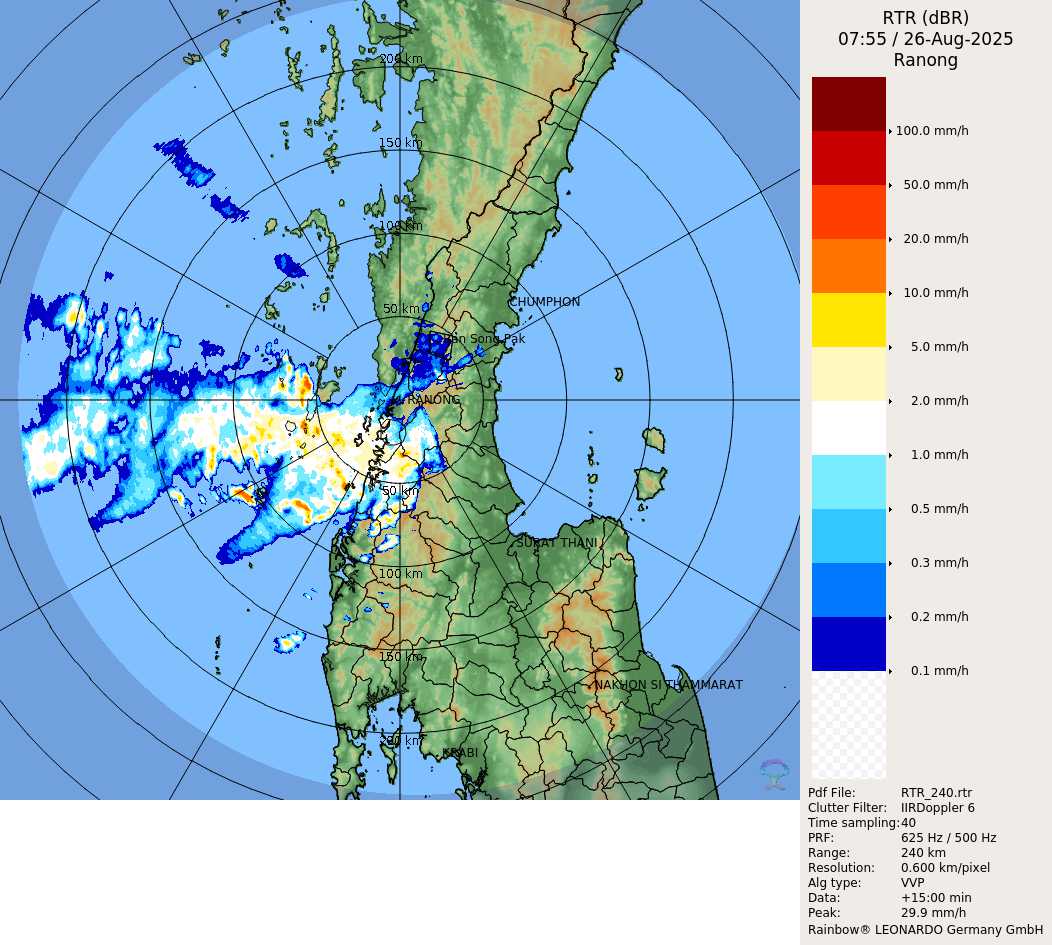 RTR (dBR)
07:55 / 26-Aug-2025
Ranong
100.0 mm/h
50.0 mm/h
20.0 mm/h
10.0 mm/h
5.0 mm/h
2.0 mm/h
1.0 mm/h
0.5 mm/h
0.3 mm/h
0.2 mm/h
0.1 mm/h
200 km
150 km
100 km
50 km
CHUMPHON
Ban Song Pak
RANONG
50 km
SURAT THANI
100 km
150 km
NAKHON SI THAMMARAT
200 km
KRABI
Pdf File: RTR_240.rtr
Clutter Filter: IIRDoppler 6
Time sampling: 40
PRF: 625 Hz / 500 Hz
Range: 240 km
Resolution: 0.600 km/pixel
Alg type: VVP
Data: +15:00 min
Peak: 29.9 mm/h
Rainbow® LEONARDO Germany GmbH